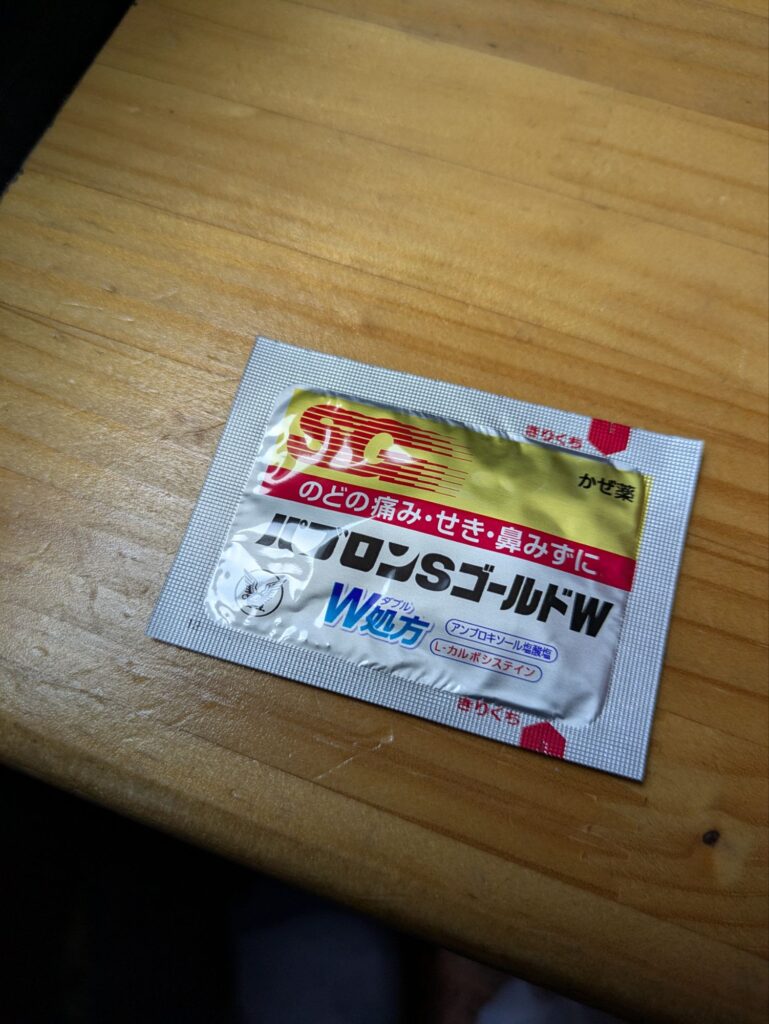 きりくち
SG
かぜ薬
のどの痛み・せき・鼻みずに
パブロンSゴールドW
ダブル
W処方
アンブロキソール塩酸塩
L-カルボシステイン
きりくち